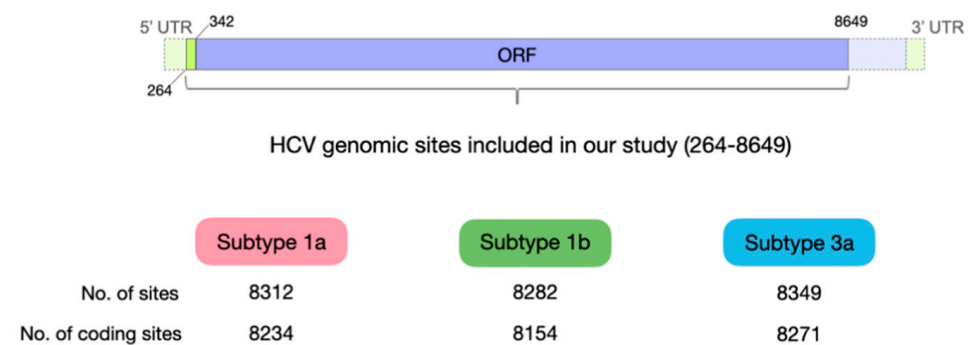 5' UTR
342
8649
3' UTR
ORF
264
HCV genomic sites included in our study (264-8649)
Subtype 1a Subtype 1b Subtype 3a
No. of sites 8312 8282 8349
No. of coding sites 8234 8154 8271